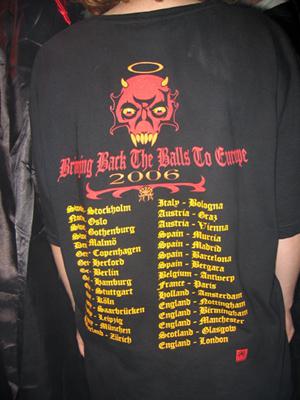 Bringing Back The Balls To Europe
2006
Stockholm
Oslo
Gothenburg
Malmö
Copenhagen
Ger Herford
Berlin
Hamburg
Stuttgart
Köln
Saarbrücken
Leipzig
München
Zürich
Italy - Bologna
Austria - Graz
Austria - Vienna
Spain - Murcia
Spain - Madrid
Spain - Barcelona
Spain - Bergara
Belgium - Antwerp
France - Paris
Holland - Amsterdam
England - Nottingham
England - Birmingham
England - Manchester
Scotland - Glasgow
England - London